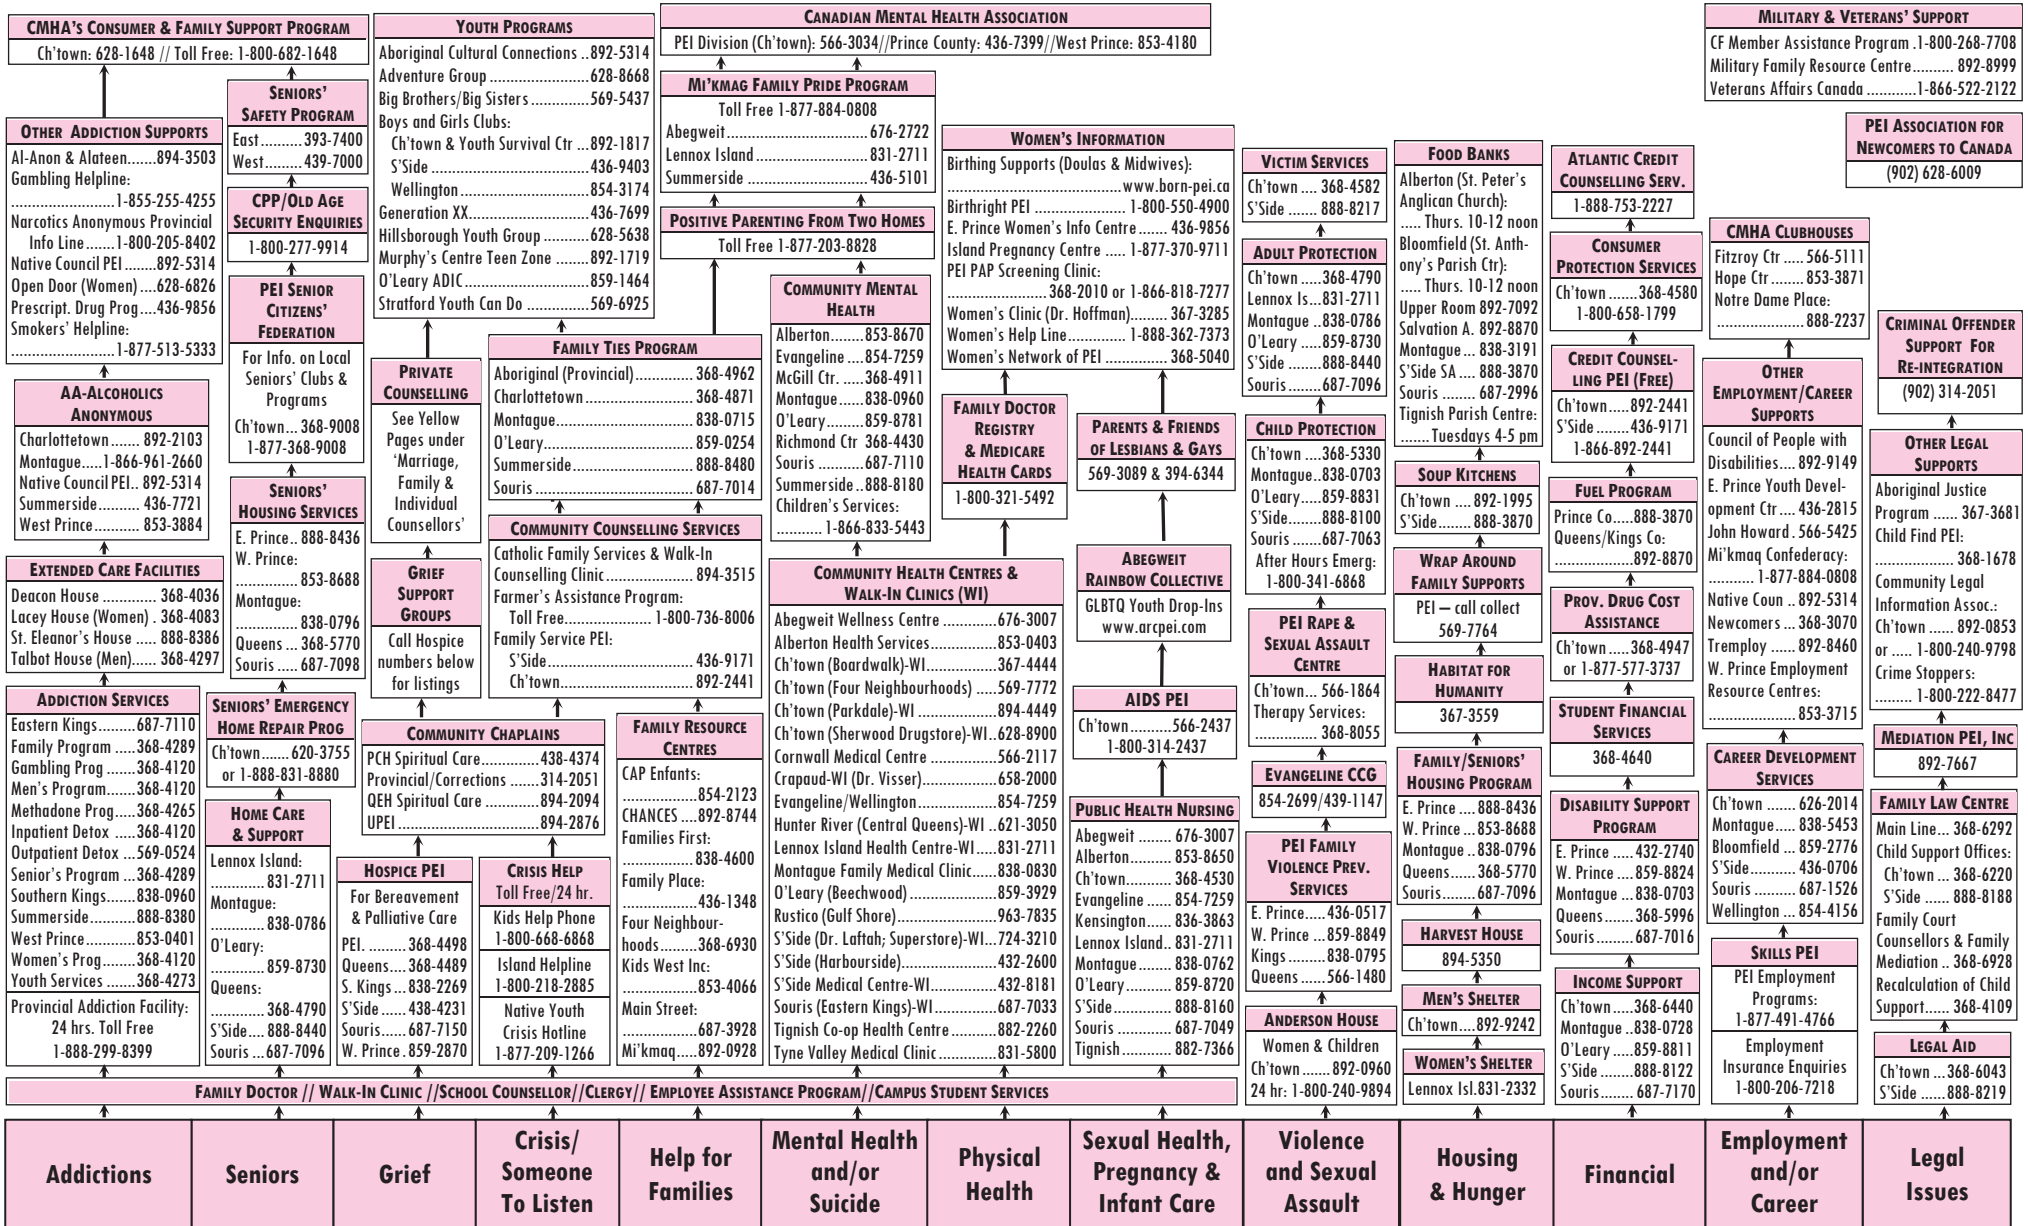 CMHA's Consumer & Family Support Program
Ch'town: 628-1648 // Toll Free: 1-800-682-1648
Seniors'
Safety Program
East.........393-7400
West.........439-7000
Other Addiction Supports
Al-Anon & Alateen.......894-3503
Gambling Helpline:
.......................1-855-255-4255
Narcotics Anonymous Provincial
Info Line.......1-800-205-8402
Native Council PEI .......892-5314
Open Door (Women) ....628-6826
Prescript. Drug Prog....436-9856
Smokers' Helpline:
.......................1-877-513-5333
CPP/Old Age
Security Enquiries
1-800-277-9914
PEI Senior
Citizens'
Federation
For Info. on Local
Seniors' Clubs &
Programs
Ch'town... 368-9008
1-877-368-9008
AA-Alcoholics
Anonymous
Charlottetown...... 892-2103
Montague.....1-866-961-2660
Native Council PEI.. 892-5314
Summerside......... 436-7721
West Prince.......... 853-3884
Seniors'
Housing Services
E. Prince.. 888-8436
W. Prince:
.............. 853-8688
Montague:
.............. 838-0796
Queens ... 368-5770
Souris ..... 687-7098
Extended Care Facilities
Deacon House ............. 368-4036
Lacey House (Women) . 368-4083
St. Eleanor's House ..... 888-8386
Talbot House (Men)...... 368-4297
Addiction Services
Eastern Kings........687-7110
Family Program ....368-4289
Gambling Prog .......368-4120
Men's Program.......368-4120
Methadone Prog....368-4265
Inpatient Detox .....368-4120
Outpatient Detox ...569-0524
Senior's Program ...368-4289
Southern Kings......838-0960
Summerside..........888-8380
West Prince...........853-0401
Women's Prog.......368-4120
Youth Services ......368-4273
Provincial Addiction Facility:
24 hrs. Toll Free
1-888-299-8399
Seniors' Emergency
Home Repair Prog
Ch'town...... 620-3755
or 1-888-831-8880
Home Care
& Support
Lennox Island:
............ 831-2711
Montague:
............ 838-0786
O'Leary:
............ 859-8730
Queens:
............368-4790
S'Side.... 888-8440
Souris ...687-7096
Youth Programs
Aboriginal Cultural Connections ..892-5314
Adventure Group ......................628-8668
Big Brothers/Big Sisters .............569-5437
Boys and Girls Clubs:
Ch'town & Youth Survival Ctr ...892-1817
S'Side .................................436-9403
Wellington ...........................854-3174
Generation XX...........................436-7699
Hillsborough Youth Group ...........628-5638
Murphy's Centre Teen Zone .........892-1719
O'Leary ADIC............................859-1464
Stratford Youth Can Do ..............569-6925
Private
Counselling
See Yellow
Pages under
'Marriage,
Family &
Individual
Counsellors'
Grief
Support
Groups
Call Hospice
numbers below
for listings
Family Ties Program
Aboriginal (Provincial)............. 368-4962
Charlottetown......................... 368-4871
Montague............................... 838-0715
O'Leary.................................. 859-0254
Summerside............................ 888-8480
Souris .................................... 687-7014
Community Counselling Services
Catholic Family Services & Walk-In
Counselling Clinic.................... 894-3515
Farmer's Assistance Program:
Toll Free....................1-800-736-8006
Family Service PEI:
S'Side................................ 436-9171
Ch'town.............................. 892-2441
Community Chaplains
PCH Spiritual Care.............438-4374
Provincial/Corrections .......314-2051
QEH Spiritual Care ............894-2094
UPEI ................................894-2876
Hospice PEI
For Bereavement
& Palliative Care
PEI. .........368-4498
Queens....368-4489
S. Kings ..838-2269
S'Side .....438-4231
Souris......687-7150
W. Prince.859-2870
Crisis Help
Toll Free/24 hr.
Kids Help Phone
1-800-668-6868
Island Helpline
1-800-218-2885
Native Youth
Crisis Hotline
1-877-209-1266
Canadian Mental Health Association
PEI Division (Ch'town): 566-3034//Prince County: 436-7399//West Prince: 853-4180
Mi'kmag Family Pride Program
Toll Free 1-877-884-0808
Abegweit............................... 676-2722
Lennox Island......................... 831-2711
Summerside ........................... 436-5101
Positive Parenting From Two Homes
Toll Free 1-877-203-8828
Community Mental
Health
Alberton.......853-8670
Evangeline ....854-7259
McGill Ctr. .....368-4911
Montague......838-0960
O'Leary.........859-8781
Richmond Ctr 368-4430
Souris ..........687-7110
Summerside..888-8180
Children's Services:
.......... 1-866-833-5443
Family Resource
Centres
CAP Enfants:
.................854-2123
CHANCES ....892-8744
Families First:
................838-4600
Family Place:
.................436-1348
Four Neighbour-
hoods........368-6930
Kids West Inc:
.................853-4066
Main Street:
.................687-3928
Mi'kmaq.....892-0928
Community Health Centres &
Walk-In Clinics (WI)
Abegweit Wellness Centre ............676-3007
Alberton Health Services...............853-0403
Ch'town (Boardwalk)-WI...............367-4444
Ch'town (Four Neighbourhoods) .....569-7772
Ch'town (Parkdale)-WI .................894-4449
Ch'town (Sherwood Drugstore)-WI..628-8900
Cornwall Medical Centre ..............566-2117
Crapaud-WI (Dr. Visser)................658-2000
Evangeline/Wellington..................854-7259
Hunter River (Central Queens)-WI ..621-3050
Lennox Island Health Centre-WI.....831-2711
Montague Family Medical Clinic.....838-0830
O'Leary (Beechwood) ...................859-3929
Rustico (Gulf Shore)......................963-7835
S'Side (Dr. Laftah; Superstore)-WI...724-3210
S'Side (Harbourside).....................432-2600
S'Side Medical Centre-WI..............432-8181
Souris (Eastern Kings)-WI..............687-7033
Tignish Co-op Health Centre ..........882-2260
Tyne Valley Medical Clinic.............831-5800
Women's Information
Birthing Supports (Doulas & Midwives):
.......................................www.born-pei.ca
Birthright PEI ..................... 1-800-550-4900
E. Prince Women's Info Centre ...... 436-9856
Island Pregnancy Centre ..... 1-877-370-9711
PEI PAP Screening Clinic:
......................368-2010 or 1-866-818-7277
Women's Clinic (Dr. Hoffman)........ 367-3285
Women's Help Line.............1-888-362-7373
Women's Network of PEI .............. 368-5040
Family Doctor
Registry
& Medicare
Health Cards
1-800-321-5492
Parents & Friends
of Lesbians & Gays
569-3089 & 394-6344
Abegweit
Rainbow Collective
GLBTQ Youth Drop-Ins
www.arcpei.com
AIDS PEI
Ch'town..........566-2437
1-800-314-2437
Public Health Nursing
Abegweit ........ 676-3007
Alberton.......... 853-8650
Ch'town.......... 368-4530
Evangeline ...... 854-7259
Kensington...... 836-3863
Lennox Island.. 831-2711
Montague........ 838-0762
O'Leary........... 859-8720
S'Side............. 888-8160
Souris ............ 687-7049
Tignish........... 882-7366
Victim Services
Ch'town .... 368-4582
S'Side ....... 888-8217
Adult Protection
Ch'town .....368-4790
Lennox Is...831-2711
Montague ..838-0786
O'Leary.....859-8730
S'Side .......888-8440
Souris........687-7096
Child Protection
Ch'town .....368-5330
Montague..838-0703
O'Leary.....859-8831
S'Side........888-8100
Souris .......687-7063
After Hours Emerg:
1-800-341-6868
PEI Rape &
Sexual Assault
Centre
Ch'town... 566-1864
Therapy Services:
.............. 368-8055
Evangeline CCG
854-2699/439-1147
PEI Family
Violence Prev.
Services
E. Prince.....436-0517
W. Prince ...859-8849
Kings .........838-0795
Queens ......566-1480
Anderson House
Women & Children
Ch'town ....... 892-0960
24 hr: 1-800-240-9894
Food Banks
Alberton (St. Peter's
Anglican Church):
..... Thurs. 10-12 noon
Bloomfield (St. Anth-
ony's Parish Ctr):
..... Thurs. 10-12 noon
Upper Room 892-7092
Salvation A. 892-8870
Montague ... 838-3191
S'Side SA .... 888-3870
Souris ........ 687-2996
Tignish Parish Centre:
.......Tuesdays 4-5 pm
Soup Kitchens
Ch'town .... 892-1995
S'Side....... 888-3870
Wrap Around
Family Supports
PEI — call collect
569-7764
Habitat for
Humanity
367-3559
Family/Seniors'
Housing Program
E. Prince .... 888-8436
W. Prince ...853-8688
Montague ..838-0796
Queens.......368-5770
Souris........687-7096
Harvest House
894-5350
Men's Shelter
Ch'town....892-9242
Women's Shelter
Lennox Isl.831-2332
Atlantic Credit
Counselling Serv.
1-888-753-2227
Consumer
Protection Services
Ch'town .......368-4580
1-800-658-1799
Credit Counsel-
ling PEI (Free)
Ch'town.....892-2441
S'Side .......436-9171
1-866-892-2441
Fuel Program
Prince Co....888-3870
Queens/Kings Co:
.................892-8870
Prov. Drug Cost
Assistance
Ch'town .....368-4947
or 1-877-577-3737
Student Financial
Services
368-4640
Disability Support
Program
E. Prince ..... 432-2740
W. Prince .... 859-8824
Montague ... 838-0703
Queens........ 368-5996
Souris......... 687-7016
Income Support
Ch'town .....368-6440
Montague ..838-0728
O'Leary .....859-8811
S'Side ........888-8122
Souris........ 687-7170
Military & Veterans' Support
CF Member Assistance Program .1-800-268-7708
Military Family Resource Centre.......... 892-8999
Veterans Affairs Canada ...........1-866-522-2122
PEI Association for
Newcomers to Canada
(902) 628-6009
CMHA Clubhouses
Fitzroy Ctr ..... 566-5111
Hope Ctr ........ 853-3871
Notre Dame Place:
.................... 888-2237
Other
Employment/Career
Supports
Council of People with
Disabilities.... 892-9149
E. Prince Youth Devel-
opment Ctr .... 436-2815
John Howard . 566-5425
Mi'kmaq Confederacy:
.......... 1-877-884-0808
Native Coun .. 892-5314
Newcomers ... 368-3070
Tremploy ...... 892-8460
W. Prince Employment
Resource Centres:
.................... 853-3715
Career Development
Services
Ch'town ....... 626-2014
Montague..... 838-5453
Bloomfield ... 859-2776
S'Side........... 436-0706
Souris .......... 687-1526
Wellington ... 854-4156
Skills PEI
PEI Employment
Programs:
1-877-491-4766
Employment
Insurance Enquiries
1-800-206-7218
Criminal Offender
Support For
Re-integration
(902) 314-2051
Other Legal
Supports
Aboriginal Justice
Program ...... 367-3681
Child Find PEI:
................. 368-1678
Community Legal
Information Assoc.:
Ch'town ...... 892-0853
or ..... 1-800-240-9798
Crime Stoppers:
........ 1-800-222-8477
Mediation PEI, Inc
892-7667
Family Law Centre
Main Line... 368-6292
Child Support Offices:
Ch'town ... 368-6220
S'Side ...... 888-8188
Family Court
Counsellors & Family
Mediation .. 368-6928
Recalculation of Child
Support..... 368-4109
Legal Aid
Ch'town ...368-6043
S'Side ......888-8219
Family Doctor // Walk-In Clinic //School Counsellor//Clergy// Employee Assistance Program//Campus Student Services
Addictions
Seniors
Grief
Crisis/
Someone
To Listen
Help for
Families
Mental Health
and/or
Suicide
Physical
Health
Sexual Health,
Pregnancy &
Infant Care
Violence
and Sexual
Assault
Housing
& Hunger
Financial
Employment
and/or
Career
Legal
Issues